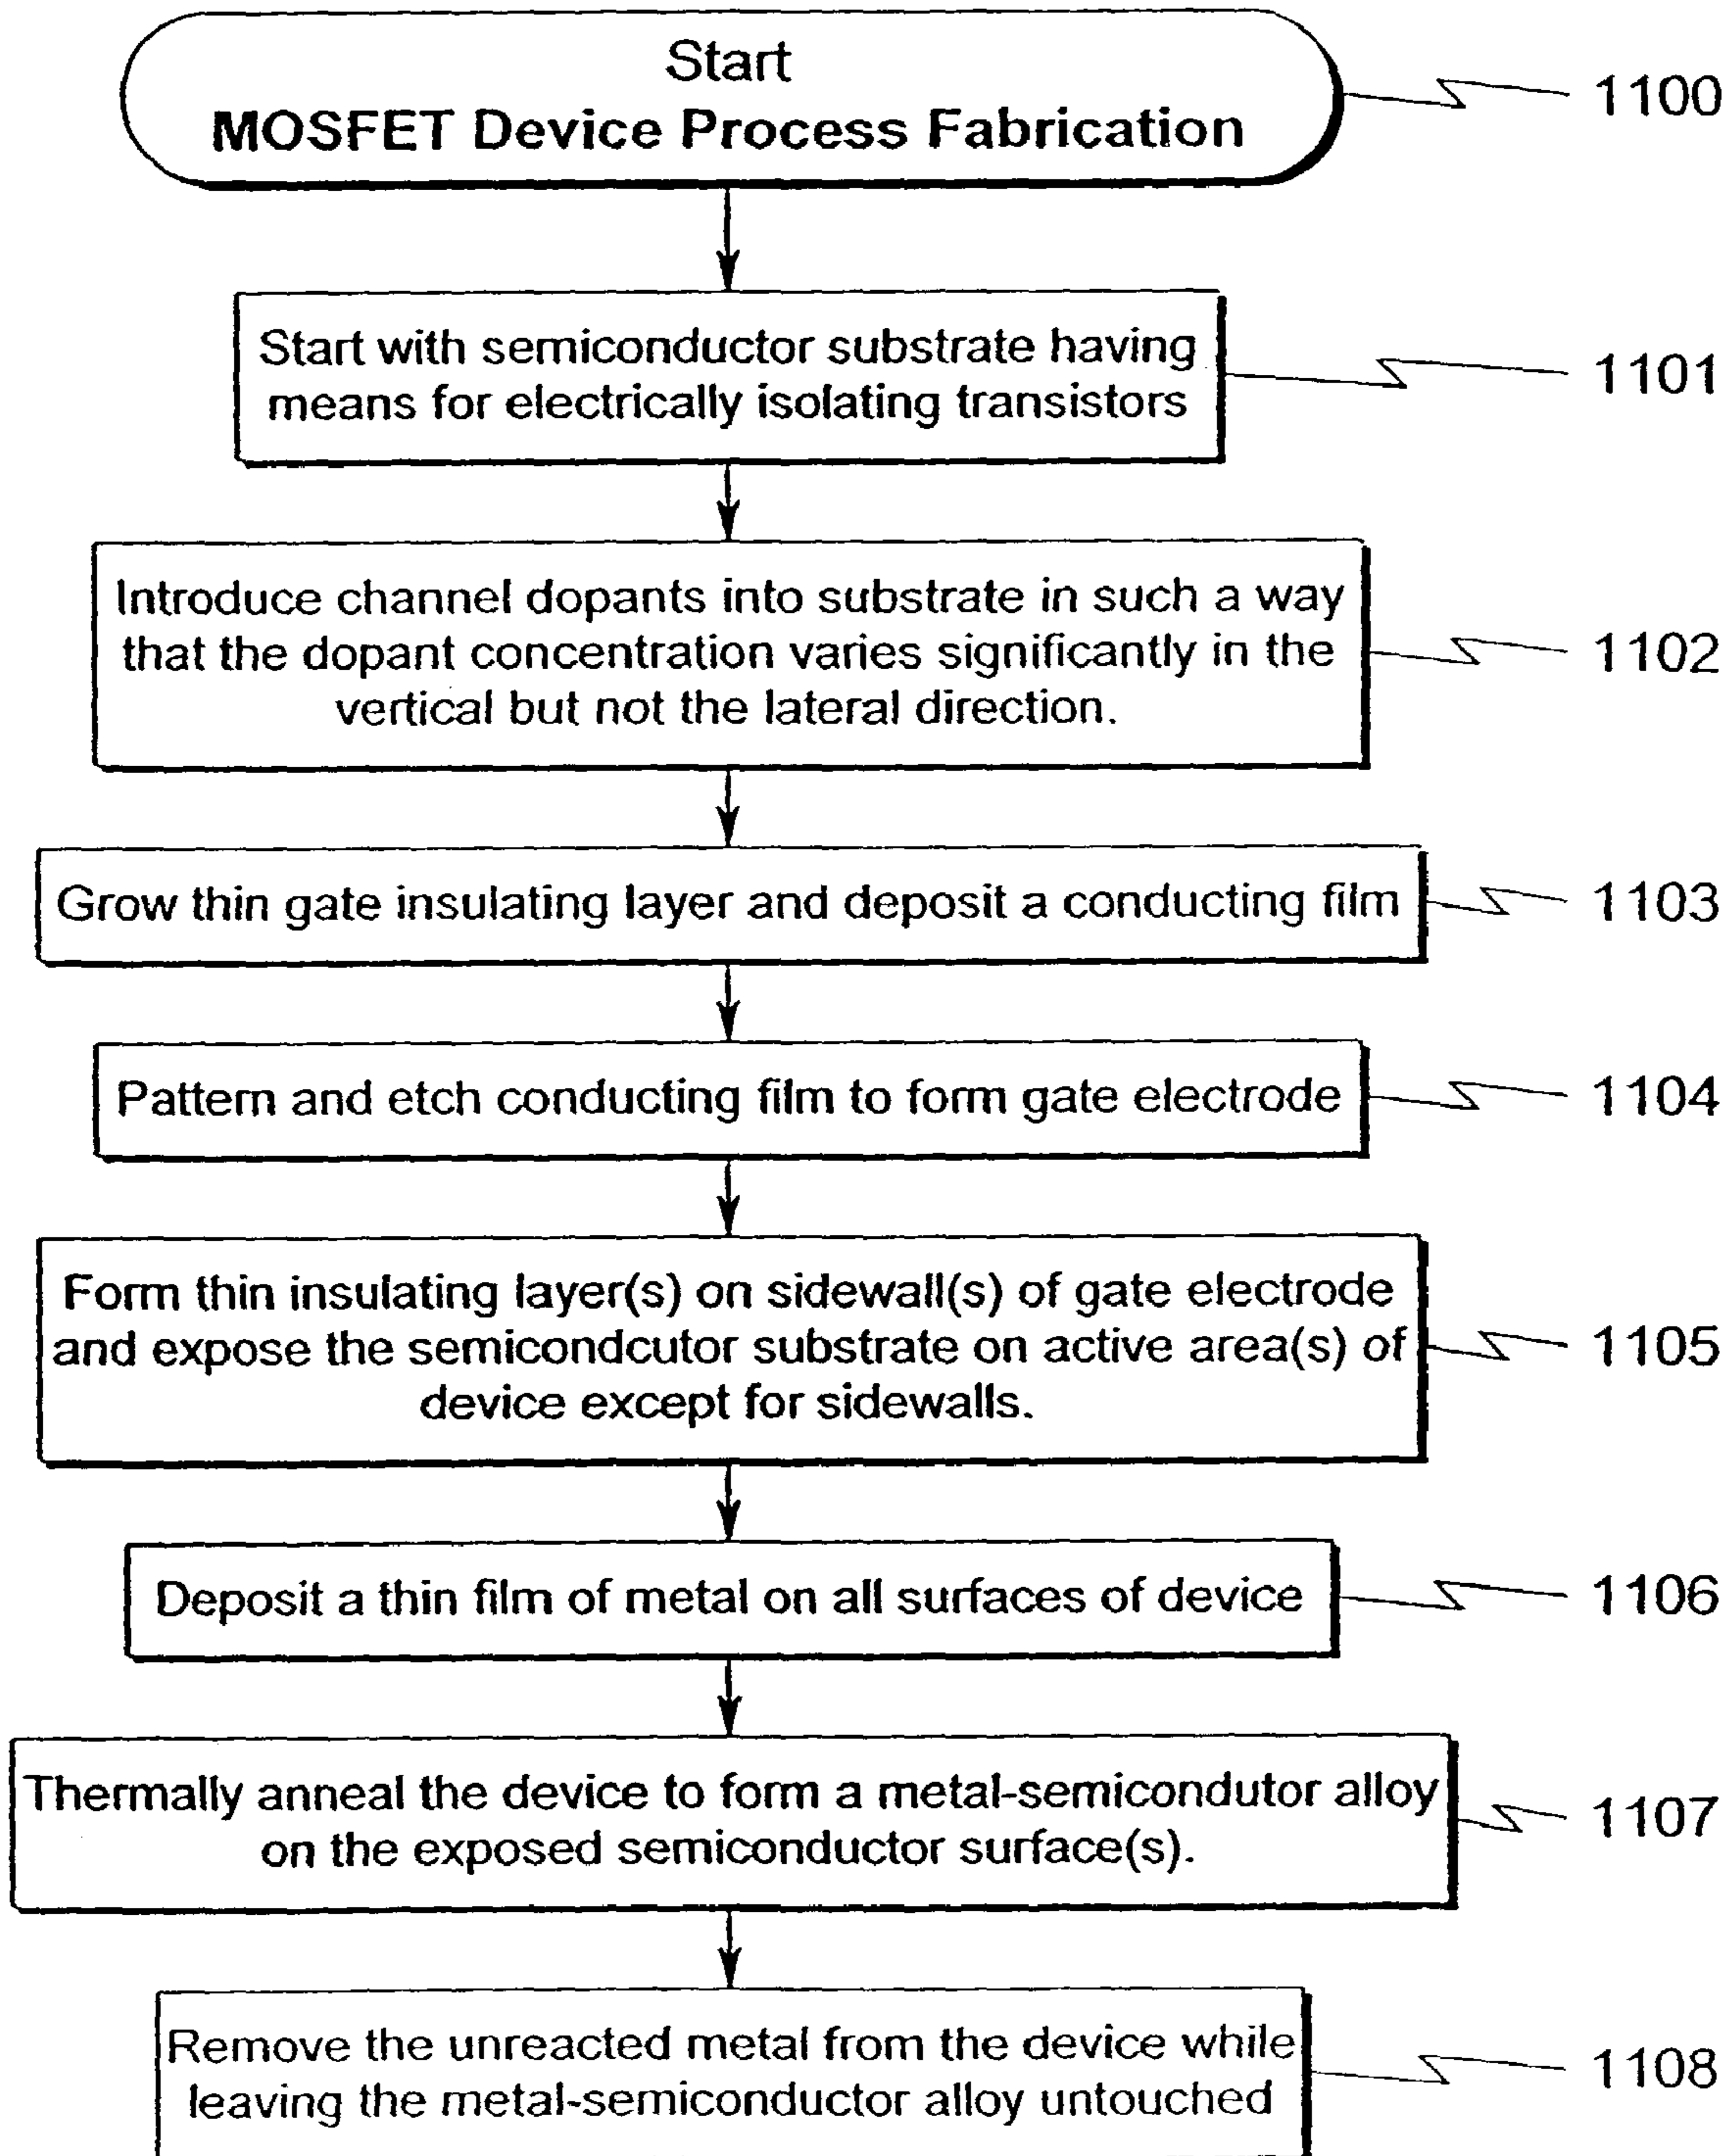 Start
MOSFET Device Process Fabrication
1100
Start with semiconductor substrate having
means for electrically isolating transistors
1101
Introduce channel dopants into substrate in such a way
that the dopant concentration varies significantly in the
vertical but not the lateral direction.
1102
Grow thin gate insulating layer and deposit a conducting film
1103
Pattern and etch conducting film to form gate electrode
1104
Form thin insulating layer(s) on sidewall(s) of gate electrode
and expose the semicondcutor substrate on active area(s) of
device except for sidewalls.
1105
Deposit a thin film of metal on all surfaces of device
1106
Thermally anneal the device to form a metal-semicondutor alloy
on the exposed semiconductor surface(s).
1107
Remove the unreacted metal from the device while
leaving the metal-semiconductor alloy untouched
1108